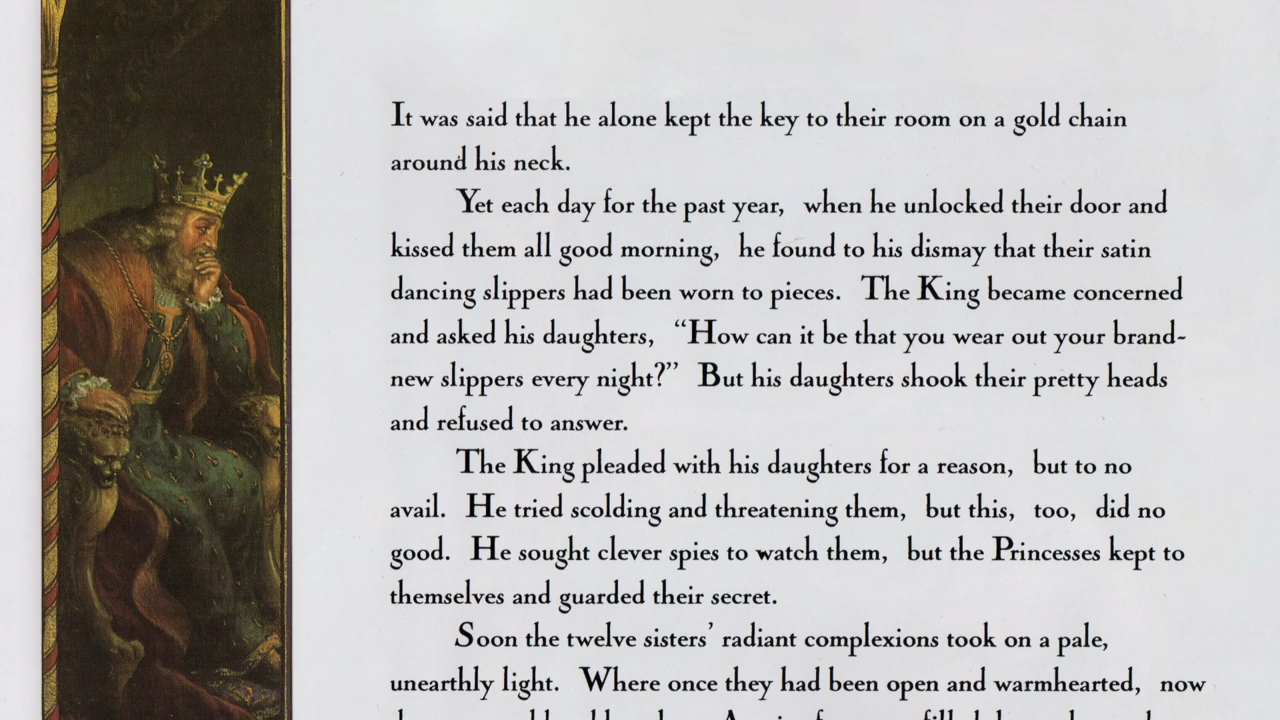 It was said that he alone kept the key to their room on a gold chain
around his neck.
Yet each day for the past year, when he unlocked their door and
kissed them all good morning, he found to his dismay that their satin
dancing slippers had been worn to pieces. The King became concerned
and asked his daughters, “How can it be that you wear out your brand-
new slippers every night?” But his daughters shook their pretty heads
and refused to answer.
The King pleaded with his daughters for a reason, but to no
avail. He tried scolding and threatening them, but this, too, did no
good. He sought clever spies to watch them, but the Princesses kept to
themselves and guarded their secret.
Soon the twelve sisters’ radiant complexions took on a pale,
unearthly light. Where once they had been open and warmhearted, now